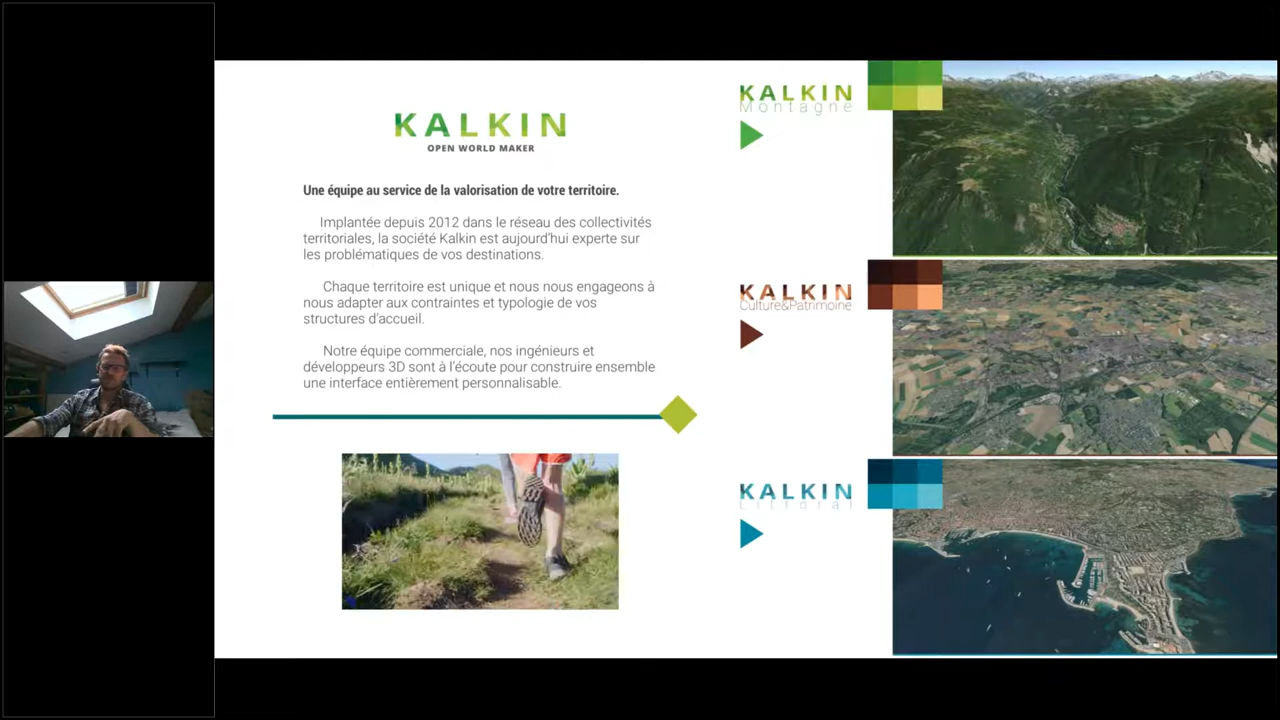 KALKIN
OPEN WORLD MAKER
Une équipe au service de la valorisation de votre territoire.
Implantée depuis 2012 dans le réseau des collectivités
territoriales, la société Kalkin est aujourd'hui experte sur
les problématiques de vos destinations.
Chaque territoire est unique et nous nous engageons à
nous adapter aux contraintes et typologie de vos
structures d'accueil.
Notre équipe commerciale, nos ingénieurs et
développeurs 3D sont à l'écoute pour construire ensemble
une interface entièrement personnalisable.
KALKIN
Montagne
KALKIN
Culture&Patrimoine
KALKIN
Littoral